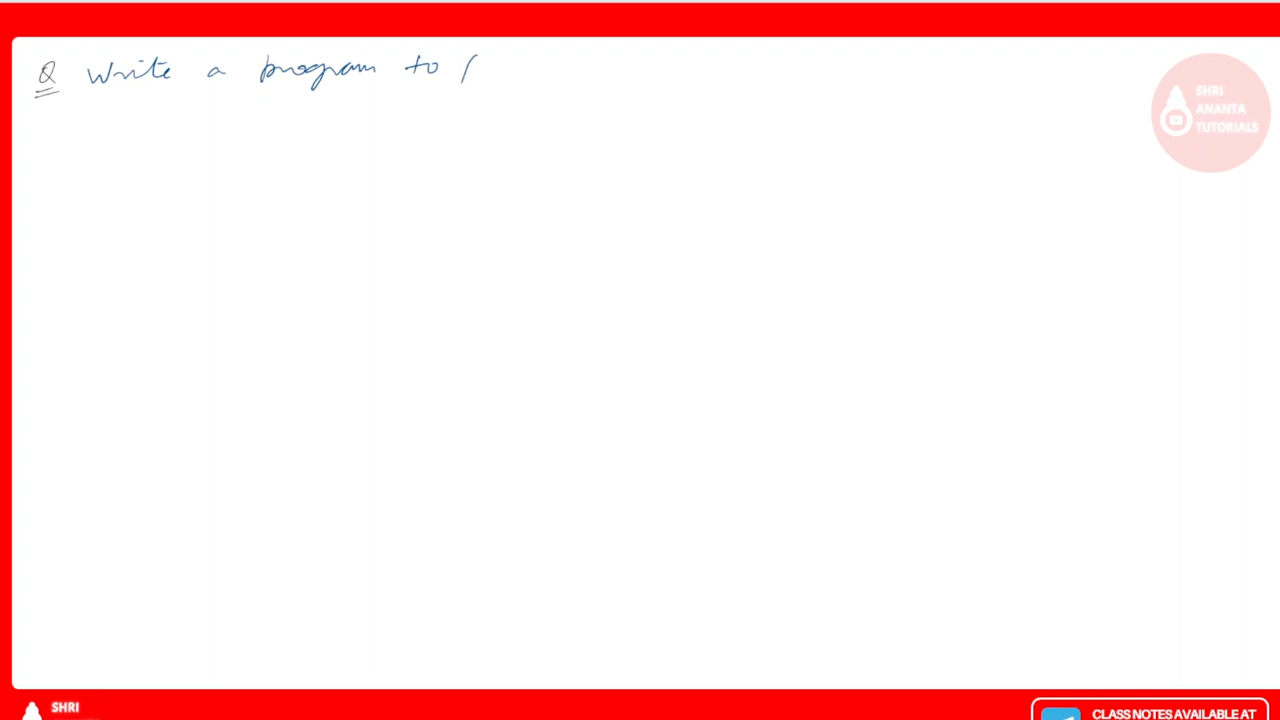 Q Write a program to
SHRI
ANANTA
TUTORIALS
SHRI
CLASS NOTES AVAILABLE AT